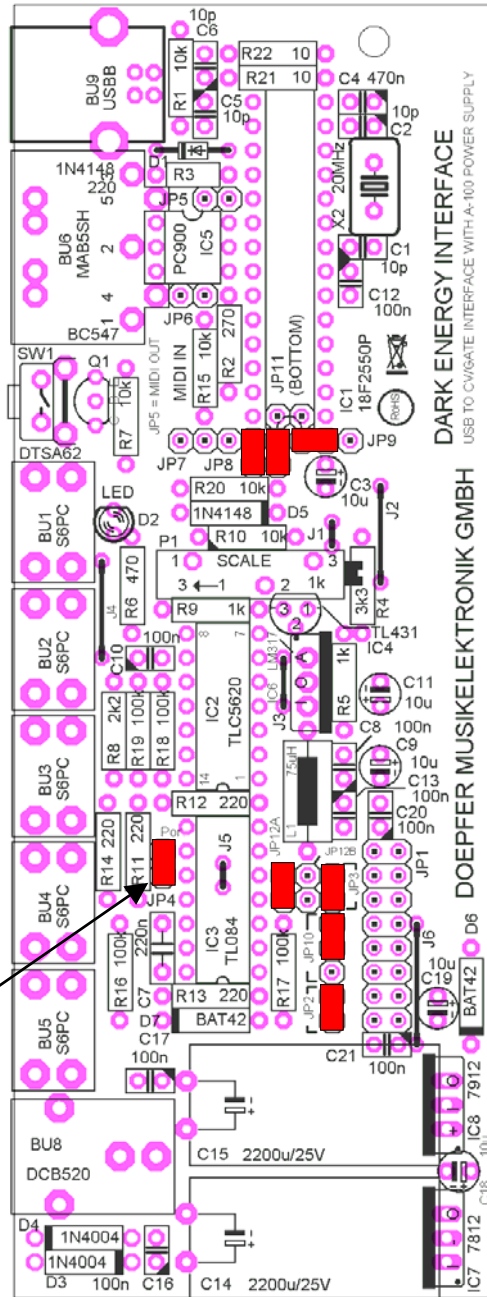 10p
C6
BU9
USBB
10k
R1
C5
10p
R22 10
R21 10
C4 470n
10p
C2
20MHz
X2
C1
10p
C12
100n
1N4148
D1
220
R3
JP5
3
5
2
4
1
BU6
MAB5SH
PC900
IC5
JP6
BC547
SW1
Q1
10k
R7
DTSA62
JP5 = MIDI OUT
MIDI IN
R15 10k
R2 270
JP11
(BOTTOM)
IC1
18F2550P
RoHS
DARK ENERGY INTERFACE
USB TO CV/GATE INTERFACE WITH A-100 POWER SUPPLY
JP7 JP8
JP9
R20 10k
1N4148
D5
C3
10u
J2
LED
D2
R10 10k
J1
P1
1 SCALE 3
3 ←1 2 1k
3k3
R4
BU1
S6PC
J4
R6 470
R9 1k
3 1
2
TL431
IC4
BU2
S6PC
100n
C10
8 7
IC2
TLC5620
14 1
LM317
IC6
J3
A
O
I
R5 1k
C11
10u
R8 2k2
R19 100k
R18 100k
C8
100n
C9
10u
C13
100n
C20
100n
75uH
L1
BU3
S6PC
R12 220
R14 220
R11 220
Por
JP4
J5
JP12A
JP12B
JP3
JP1
DOEPFER MUSIKELEKTRONIK GMBH
BU4
S6PC
IC3
TL084
R16 100k
220n
C7
R17 100k
JP10
JP2
J6
D6
BAT42
10u
C19
BU5
S6PC
R13 220
D7
BAT42
C17
100n
C21
100n
BU8
DCB520
C15 2200u/25V
7912
O
I
+
IC8
10u
C18
D4
1N4004
1N4004
D3
100n
C16
C14 2200u/25V
7812
O
-
I
IC7